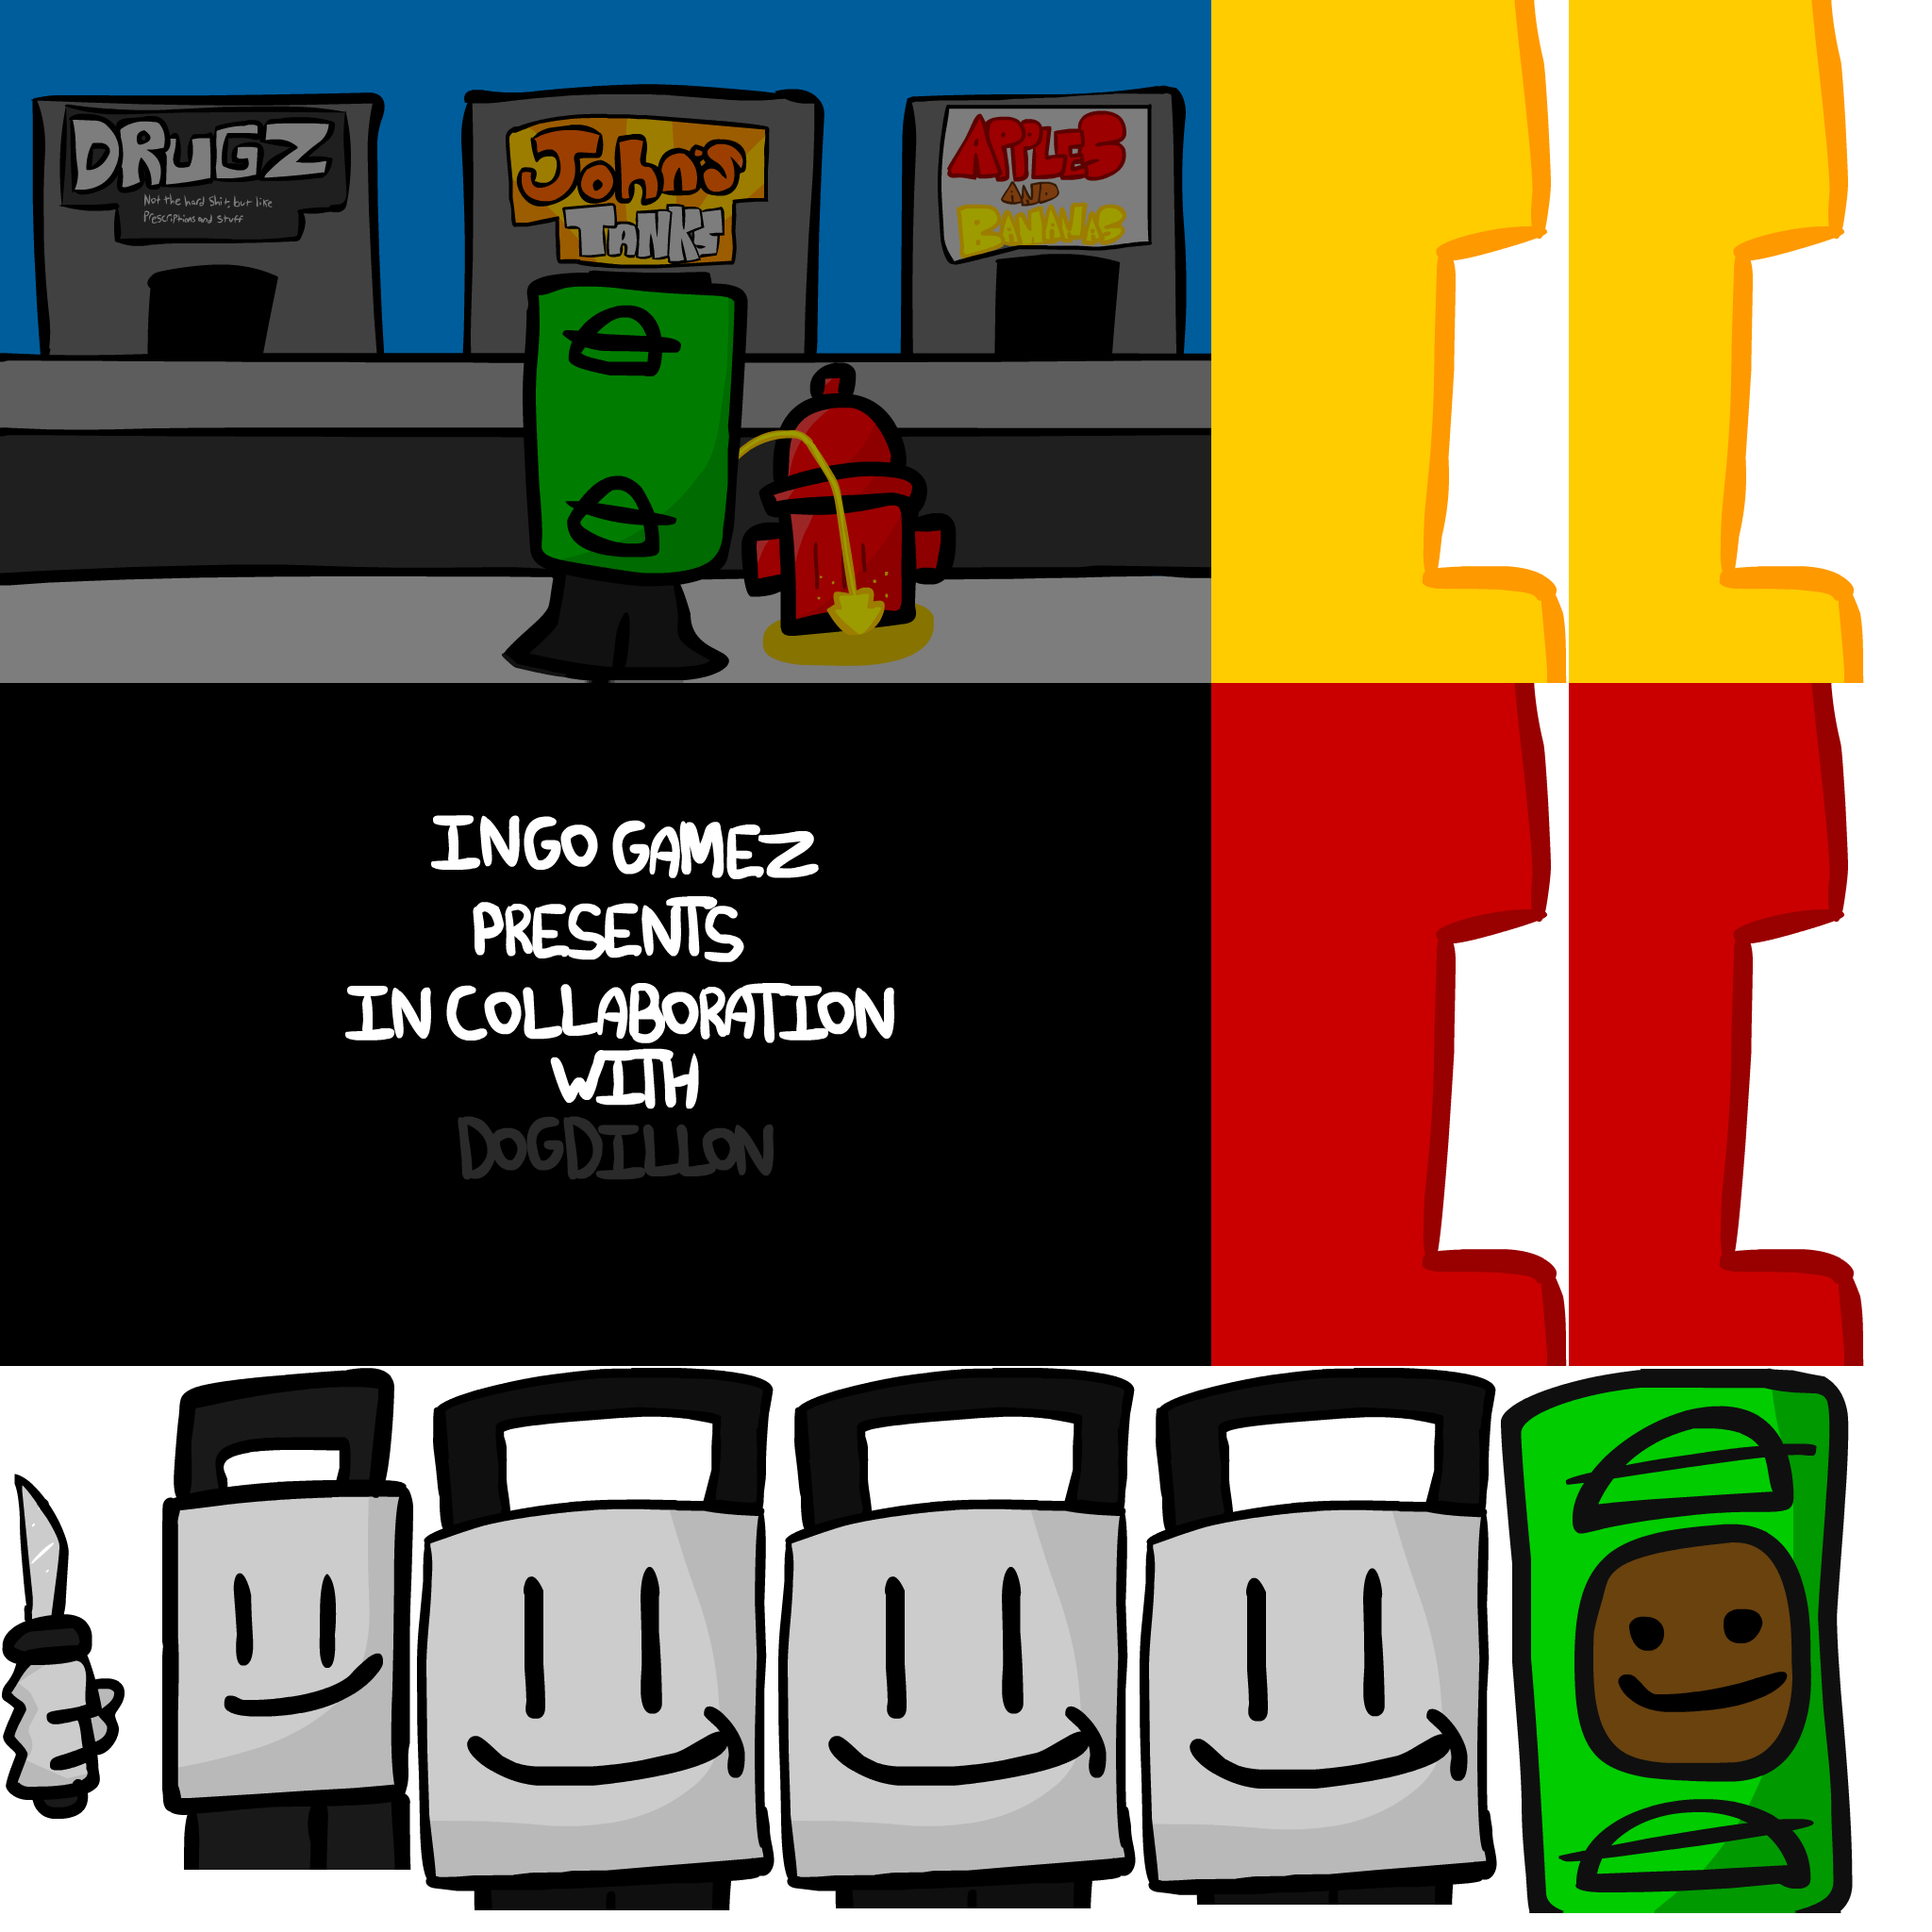 DRUGZ
Not the hard shit, but like
Prescriptions and stuff
John's
TANKS
APPLES
AND
BANANAS
INGO GAMEZ
PRESENTS
IN COLLABORATION
WITH
DOGDILLON